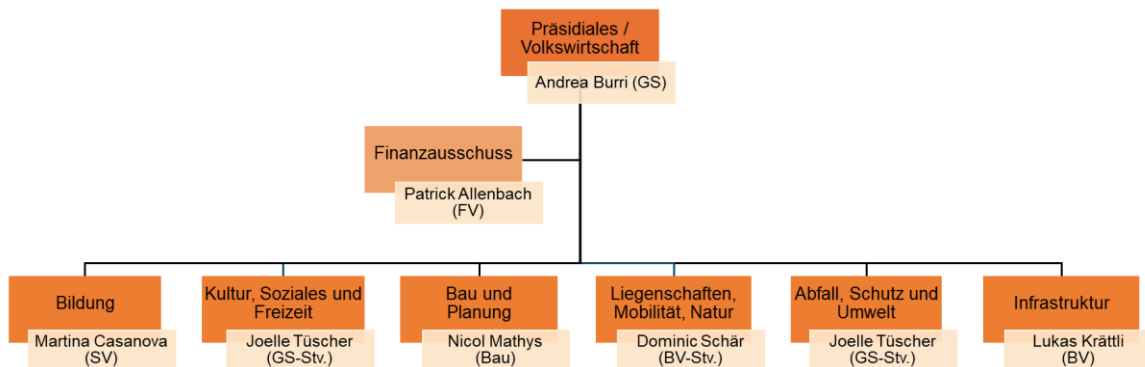 Präsidiales /
Volkswirtschaft
Andrea Burri (GS)
Finanzausschuss
Patrick Allenbach
(FV)
Bildung
Martina Casanova
(SV)
Kultur, Soziales und
Freizeit
Joelle Tüscher
(GS-Stv.)
Bau und
Planung
Nicol Mathys
(Bau)
Liegenschaften,
Mobilität, Natur
Dominic Schär
(BV-Stv.)
Abfall, Schutz und
Umwelt
Joelle Tüscher
(GS-Stv.)
Infrastruktur
Lukas Krättli
(BV)